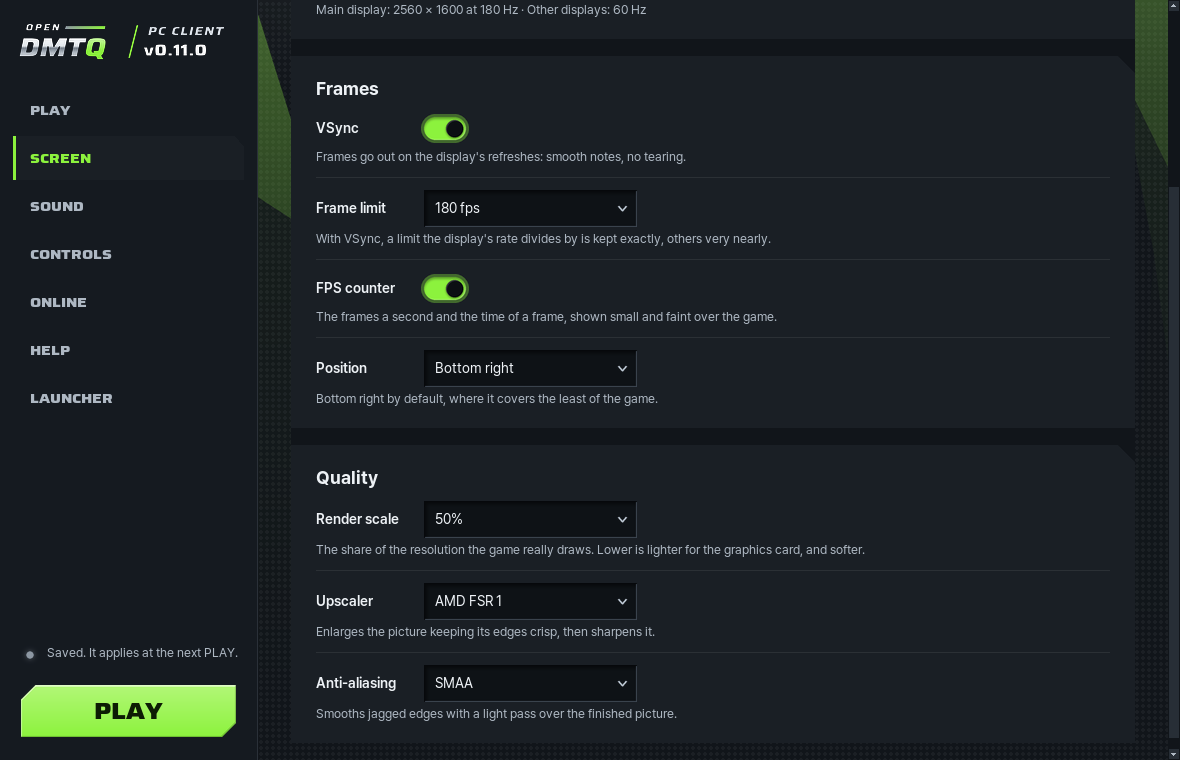 OPEN
DMTQ
PC CLIENT
v0.11.0
PLAY
SCREEN
SOUND
CONTROLS
ONLINE
HELP
LAUNCHER
Saved. It applies at the next PLAY.
PLAY
Main display: 2560 × 1600 at 180 Hz · Other displays: 60 Hz
Frames
VSync
Frames go out on the display's refreshes: smooth notes, no tearing.
Frame limit
180 fps
With VSync, a limit the display's rate divides by is kept exactly, others very nearly.
FPS counter
The frames a second and the time of a frame, shown small and faint over the game.
Position
Bottom right
Bottom right by default, where it covers the least of the game.
Quality
Render scale
50%
The share of the resolution the game really draws. Lower is lighter for the graphics card, and softer.
Upscaler
AMD FSR 1
Enlarges the picture keeping its edges crisp, then sharpens it.
Anti-aliasing
SMAA
Smooths jagged edges with a light pass over the finished picture.